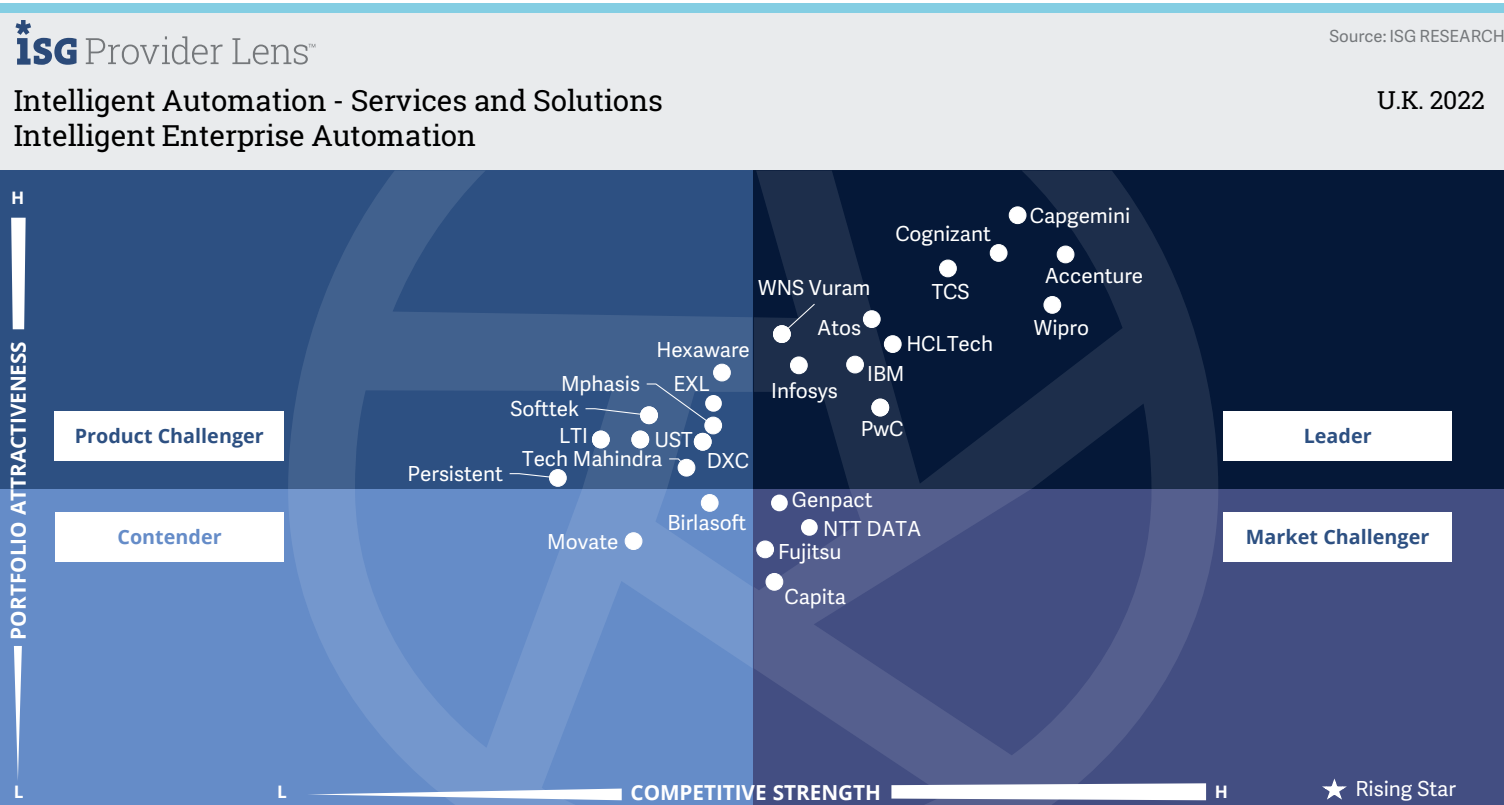 ISG Provider Lens™
Source: ISG RESEARCH
Intelligent Automation - Services and Solutions
Intelligent Enterprise Automation
U.K. 2022
H
PORTFOLIO ATTRACTIVENESS
L
Capgemini
Cognizant
Accenture
TCS
WNS Vuram
Atos
Wipro
HCLTech
Hexaware
IBM
Mphasis
EXL
Infosys
Softtek
PwC
Product Challenger
Leader
LTI
UST
Tech Mahindra
DXC
Persistent
Genpact
Birlasoft
NTT DATA
Contender
Market Challenger
Movate
Fujitsu
Capita
L
COMPETITIVE STRENGTH
H
Rising Star